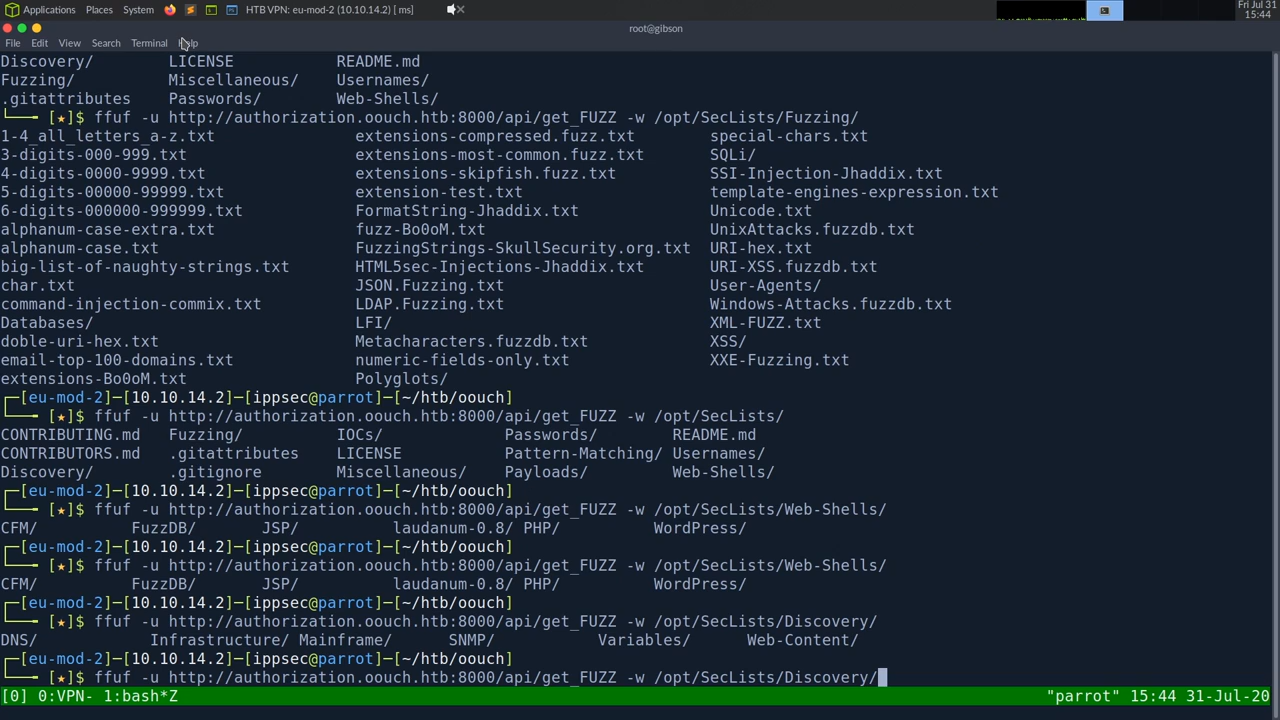 Applications Places System HTB VPN: eu-mod-2 (10.10.14.2) [ ms] Fri Jul 31
15:44
root@gibson
File Edit View Search Terminal Help
Discovery/ LICENSE README.md
Fuzzing/ Miscellaneous/ Usernames/
.gitattributes Passwords/ Web-Shells/
└──╼ [★]$ ffuf -u http://authorization.oouch.htb:8000/api/get_FUZZ -w /opt/SecLists/Fuzzing/
1-4_all_letters_a-z.txt extensions-compressed.fuzz.txt special-chars.txt
3-digits-000-999.txt extensions-most-common.fuzz.txt SQLi/
4-digits-0000-9999.txt extensions-skipfish.fuzz.txt SSI-Injection-Jhaddix.txt
5-digits-00000-99999.txt extension-test.txt template-engines-expression.txt
6-digits-000000-999999.txt FormatString-Jhaddix.txt Unicode.txt
alphanum-case-extra.txt fuzz-Bo0oM.txt UnixAttacks.fuzzdb.txt
alphanum-case.txt FuzzingStrings-SkullSecurity.org.txt URI-hex.txt
big-list-of-naughty-strings.txt HTML5sec-Injections-Jhaddix.txt URI-XSS.fuzzdb.txt
char.txt JSON.Fuzzing.txt User-Agents/
command-injection-commix.txt LDAP.Fuzzing.txt Windows-Attacks.fuzzdb.txt
Databases/ LFI/ XML-FUZZ.txt
doble-uri-hex.txt Metacharacters.fuzzdb.txt XSS/
email-top-100-domains.txt numeric-fields-only.txt XXE-Fuzzing.txt
extensions-Bo0oM.txt Polyglots/
┌─[eu-mod-2]─[10.10.14.2]─[ippsec@parrot]─[~/htb/oouch]
└──╼ [★]$ ffuf -u http://authorization.oouch.htb:8000/api/get_FUZZ -w /opt/SecLists/
CONTRIBUTING.md Fuzzing/ IOCs/ Passwords/ README.md
CONTRIBUTORS.md .gitattributes LICENSE Pattern-Matching/ Usernames/
Discovery/ .gitignore Miscellaneous/ Payloads/ Web-Shells/
┌─[eu-mod-2]─[10.10.14.2]─[ippsec@parrot]─[~/htb/oouch]
└──╼ [★]$ ffuf -u http://authorization.oouch.htb:8000/api/get_FUZZ -w /opt/SecLists/Web-Shells/
CFM/ FuzzDB/ JSP/ laudanum-0.8/ PHP/ WordPress/
┌─[eu-mod-2]─[10.10.14.2]─[ippsec@parrot]─[~/htb/oouch]
└──╼ [★]$ ffuf -u http://authorization.oouch.htb:8000/api/get_FUZZ -w /opt/SecLists/Web-Shells/
CFM/ FuzzDB/ JSP/ laudanum-0.8/ PHP/ WordPress/
┌─[eu-mod-2]─[10.10.14.2]─[ippsec@parrot]─[~/htb/oouch]
└──╼ [★]$ ffuf -u http://authorization.oouch.htb:8000/api/get_FUZZ -w /opt/SecLists/Discovery/
DNS/ Infrastructure/ Mainframe/ SNMP/ Variables/ Web-Content/
┌─[eu-mod-2]─[10.10.14.2]─[ippsec@parrot]─[~/htb/oouch]
└──╼ [★]$ ffuf -u http://authorization.oouch.htb:8000/api/get_FUZZ -w /opt/SecLists/Discovery/
[0] 0:VPN- 1:bash*Z "parrot" 15:44 31-Jul-20